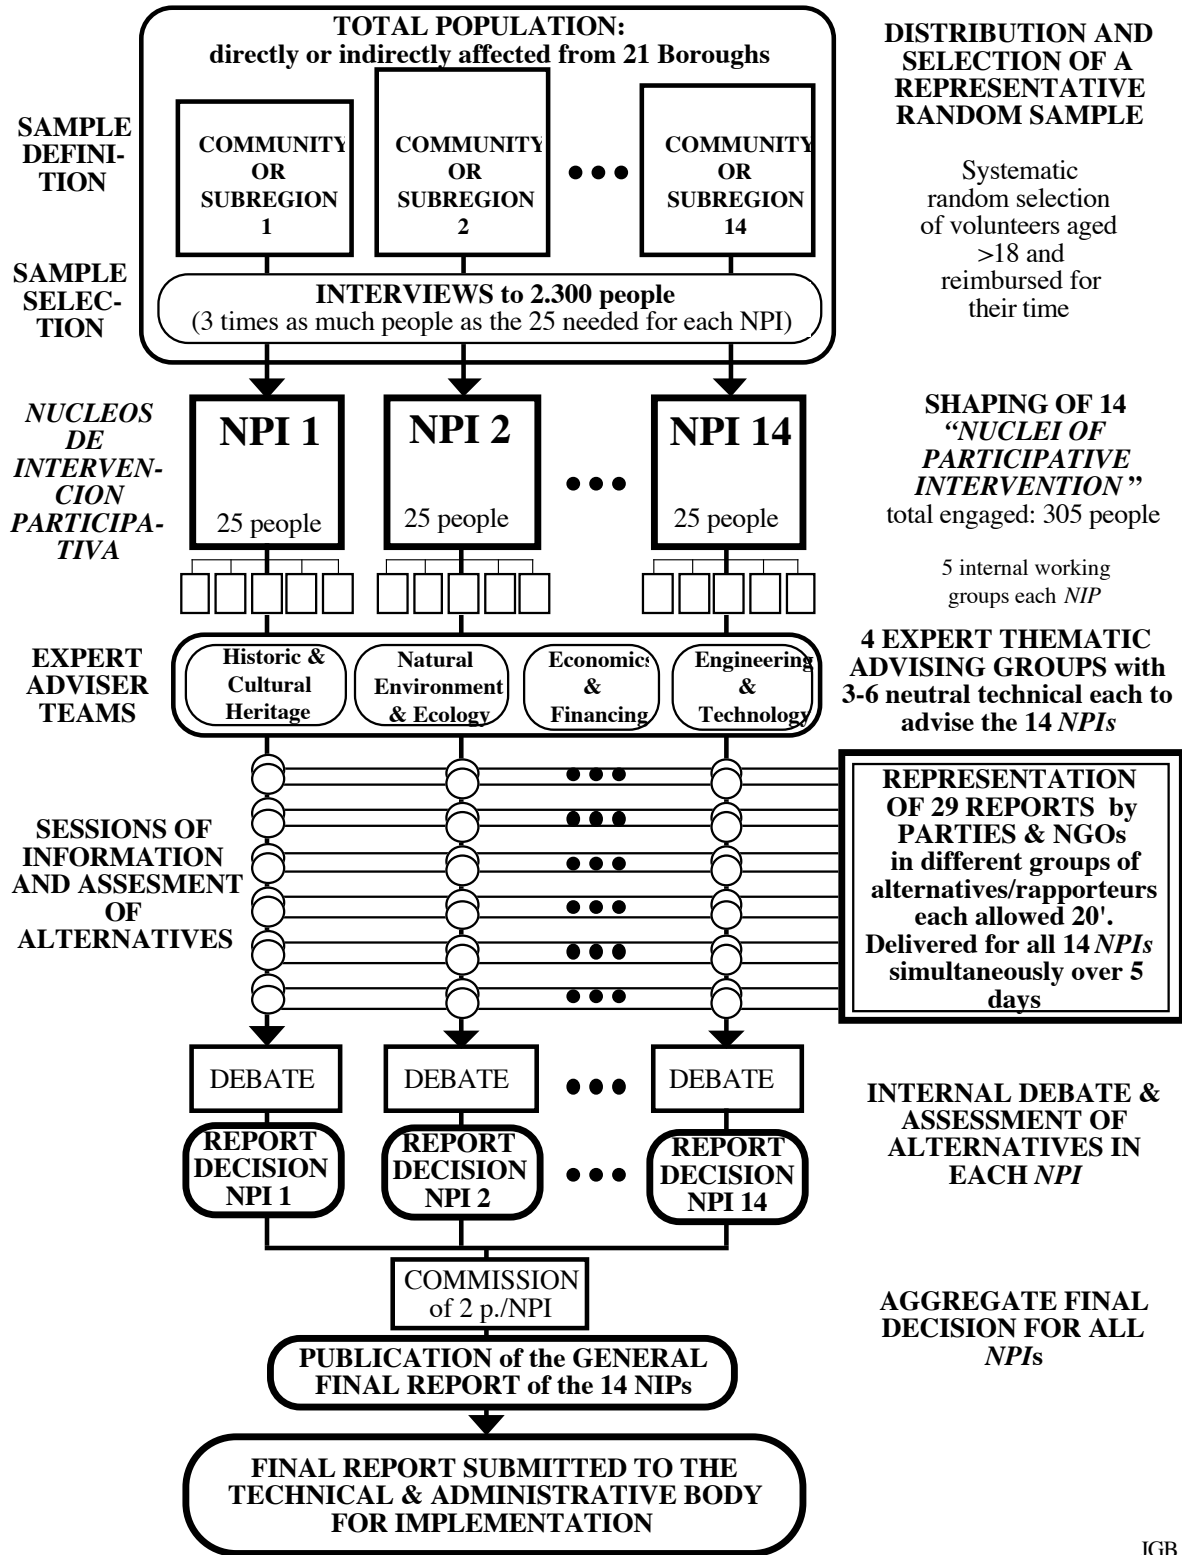 TOTAL POPULATION:
directly or indirectly affected from 21 Boroughs
DISTRIBUTION AND
SELECTION OF A
REPRESENTATIVE
RANDOM SAMPLE
SAMPLE
DEFINI-
TION
COMMUNITY
OR
SUBREGION
1
COMMUNITY
OR
SUBREGION
2
COMMUNITY
OR
SUBREGION
14
Systematic
random selection
of volunteers aged
>18 and
reimbursed for
their time
SAMPLE
SELEC-
TION
INTERVIEWS to 2.300 people
(3 times as much people as the 25 needed for each NPI)
NUCLEOS
DE
INTERVEN-
CION
PARTICIPA-
TIVA
NPI 1
25 people
NPI 2
25 people
NPI 14
25 people
SHAPING OF 14
“NUCLEI OF
PARTICIPATIVE
INTERVENTION ”
total engaged: 305 people
5 internal working
groups each NIP
EXPERT
ADVISER
TEAMS
Historic &
Cultural
Heritage
Natural
Environment
& Ecology
Economics
&
Financing
Engineering
&
Technology
4 EXPERT THEMATIC
ADVISING GROUPS with
3-6 neutral technical each to
advise the 14 NPIs
SESSIONS OF
INFORMATION
AND ASSESMENT
OF
ALTERNATIVES
REPRESENTATION
OF 29 REPORTS by
PARTIES & NGOs
in different groups of
alternatives/rapporteurs
each allowed 20'.
Delivered for all 14 NPIs
simultaneously over 5
days
DEBATE
DEBATE
DEBATE
REPORT
DECISION
NPI 1
REPORT
DECISION
NPI 2
REPORT
DECISION
NPI 14
INTERNAL DEBATE &
ASSESSMENT OF
ALTERNATIVES IN
EACH NPI
COMMISSION
of 2 p./NPI
AGGREGATE FINAL
DECISION FOR ALL
NPIs
PUBLICATION of the GENERAL
FINAL REPORT of the 14 NIPs
FINAL REPORT SUBMITTED TO THE
TECHNICAL & ADMINISTRATIVE BODY
FOR IMPLEMENTATION
JGB